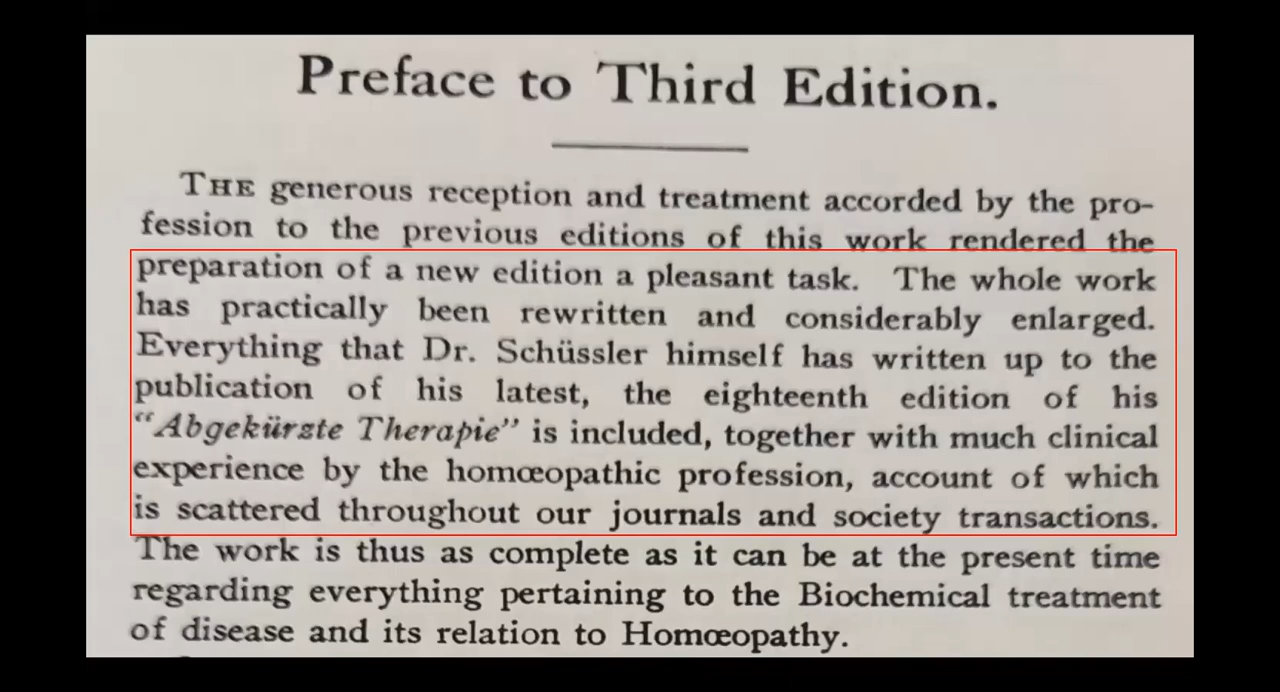 Preface to Third Edition.
THE generous reception and treatment accorded by the pro-
fession to the previous editions of this work rendered the
preparation of a new edition a pleasant task. The whole work
has practically been rewritten and considerably enlarged.
Everything that Dr. Schüssler himself has written up to the
publication of his latest, the eighteenth edition of his
“Abgekürzte Therapie” is included, together with much clinical
experience by the homœopathic profession, account of which
is scattered throughout our journals and society transactions.
The work is thus as complete as it can be at the present time
regarding everything pertaining to the Biochemical treatment
of disease and its relation to Homœopathy.